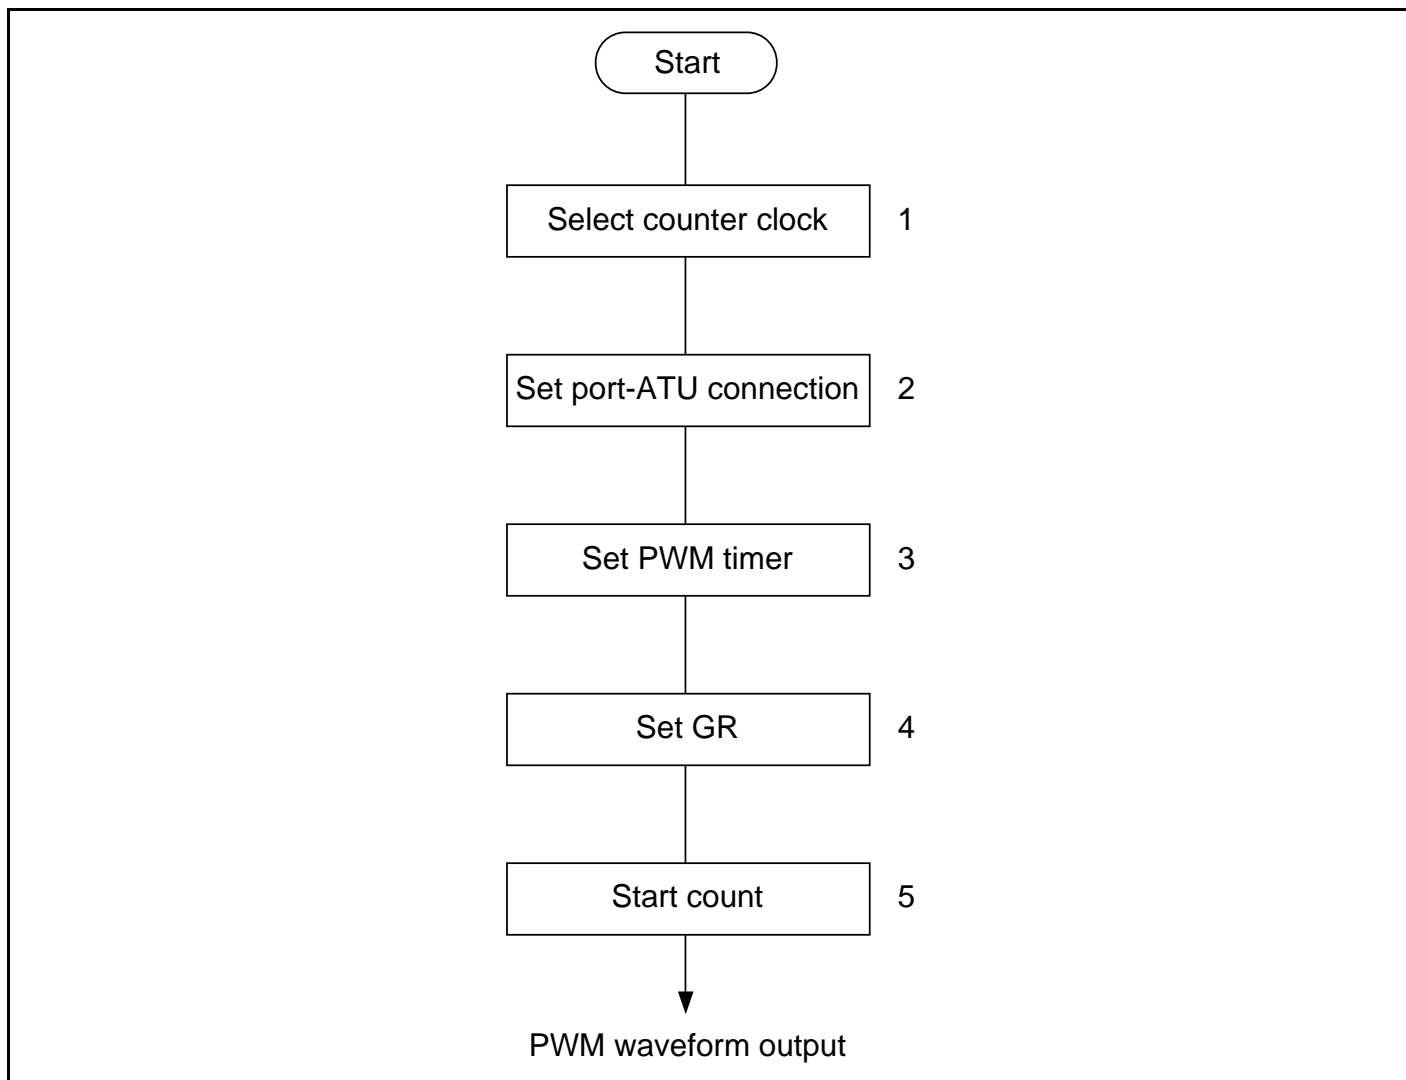 Start
Select counter clock 1
Set port-ATU connection 2
Set PWM timer 3
Set GR 4
Start count 5
PWM waveform output